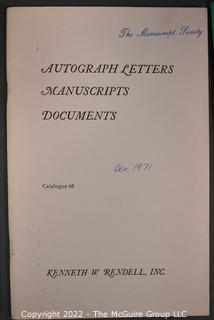 The Manuscript Society
AUTOGRAPH LETTERS
MANUSCRIPTS
DOCUMENTS
Oct. 1971
Catalogue 68
KENNETH W. RENDELL, INC.
Copyright 2022 - The McGuire Group LLC